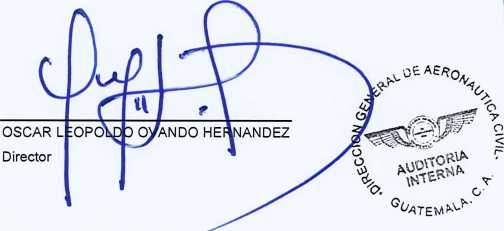 OSCAR LEOPOLDO OVANDO HERNANDEZ
Director
DIRECCION GENERAL DE AERONAUTICA CIVIL.
AUDITORIA
INTERNA
GUATEMALA, C. A.